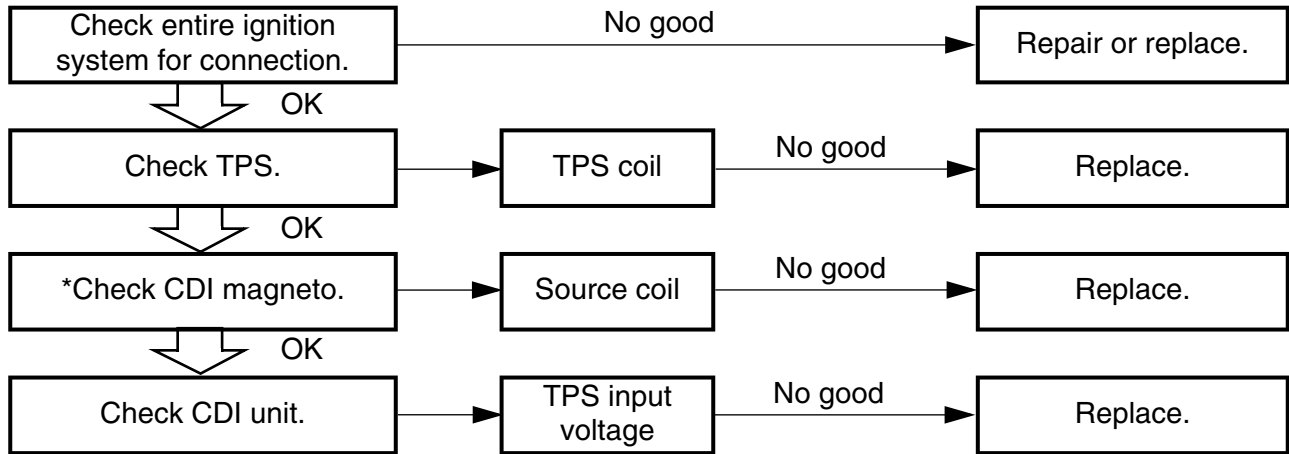 Check entire ignition
system for connection.
No good
Repair or replace.
OK
Check TPS.
TPS coil
No good
Replace.
OK
*Check CDI magneto.
Source coil
No good
Replace.
OK
Check CDI unit.
TPS input
voltage
No good
Replace.